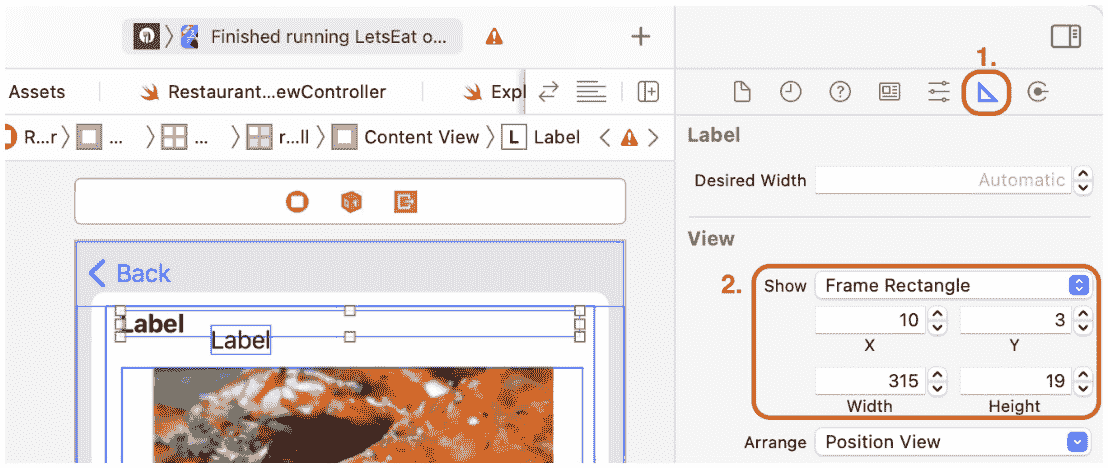 Finished running LetsEat o...
1.
Assets
Restaurant...ewController
Expl
R...r
...
...
r...ll
Content View
L
Label
Label
Desired Width
Automatic
View
Back
2.
Show
Frame Rectangle
Label
Label
10
3
X
Y
315
19
Width
Height
Arrange
Position View